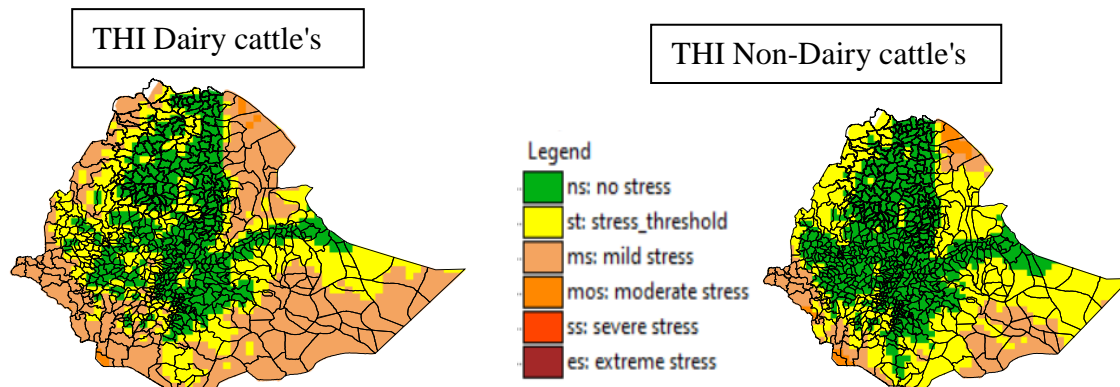 THI Dairy cattle's
THI Non-Dairy cattle's
Legend
ns: no stress
st: stress_threshold
ms: mild stress
mos: moderate stress
ss: severe stress
es: extreme stress